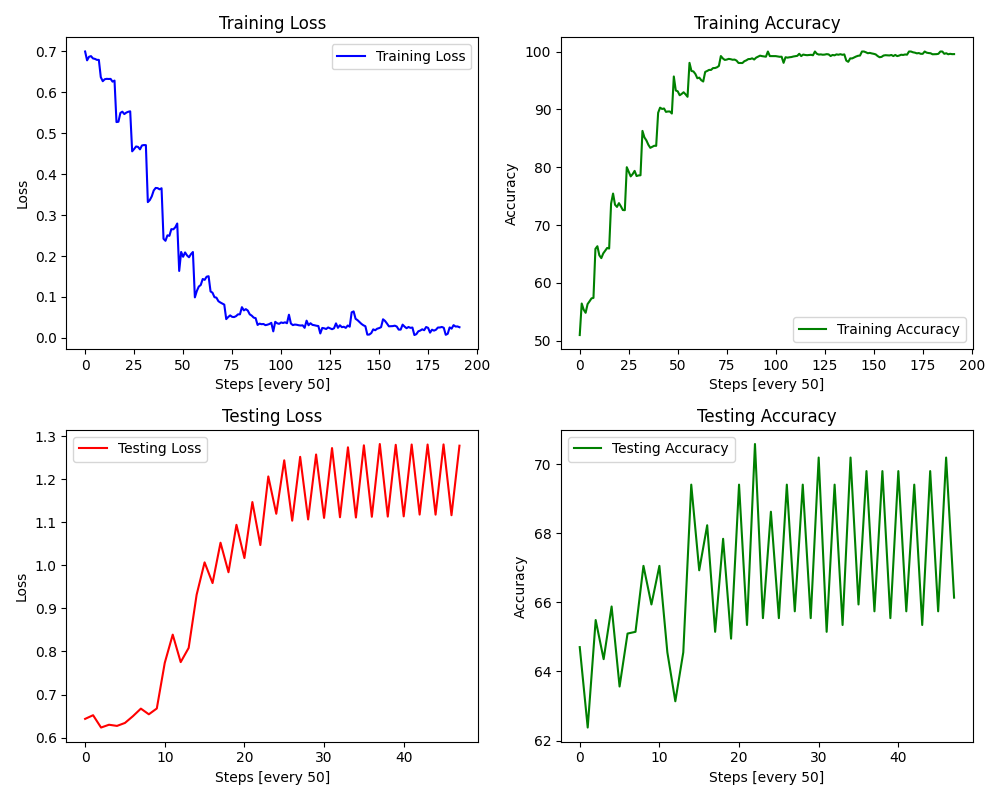 Training Loss
Training Loss
0.7
0.6
0.5
0.4
0.3
0.2
0.1
0.0
Loss
0 25 50 75 100 125 150 175 200
Steps [every 50]
Training Accuracy
Training Accuracy
100
90
80
70
60
50
Accuracy
0 25 50 75 100 125 150 175 200
Steps [every 50]
Testing Loss
Testing Loss
1.3
1.2
1.1
1.0
0.9
0.8
0.7
0.6
Loss
0 10 20 30 40
Steps [every 50]
Testing Accuracy
Testing Accuracy
70
68
66
64
62
Accuracy
0 10 20 30 40
Steps [every 50]